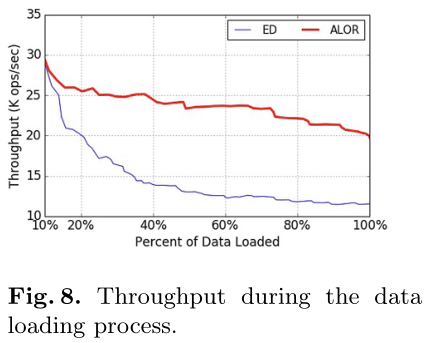 35
30
25
20
15
10
Throughput (K ops/sec)
ED
ALOR
10% 20% 40% 60% 80% 100%
Percent of Data Loaded
Fig. 8. Throughput during the data
loading process.